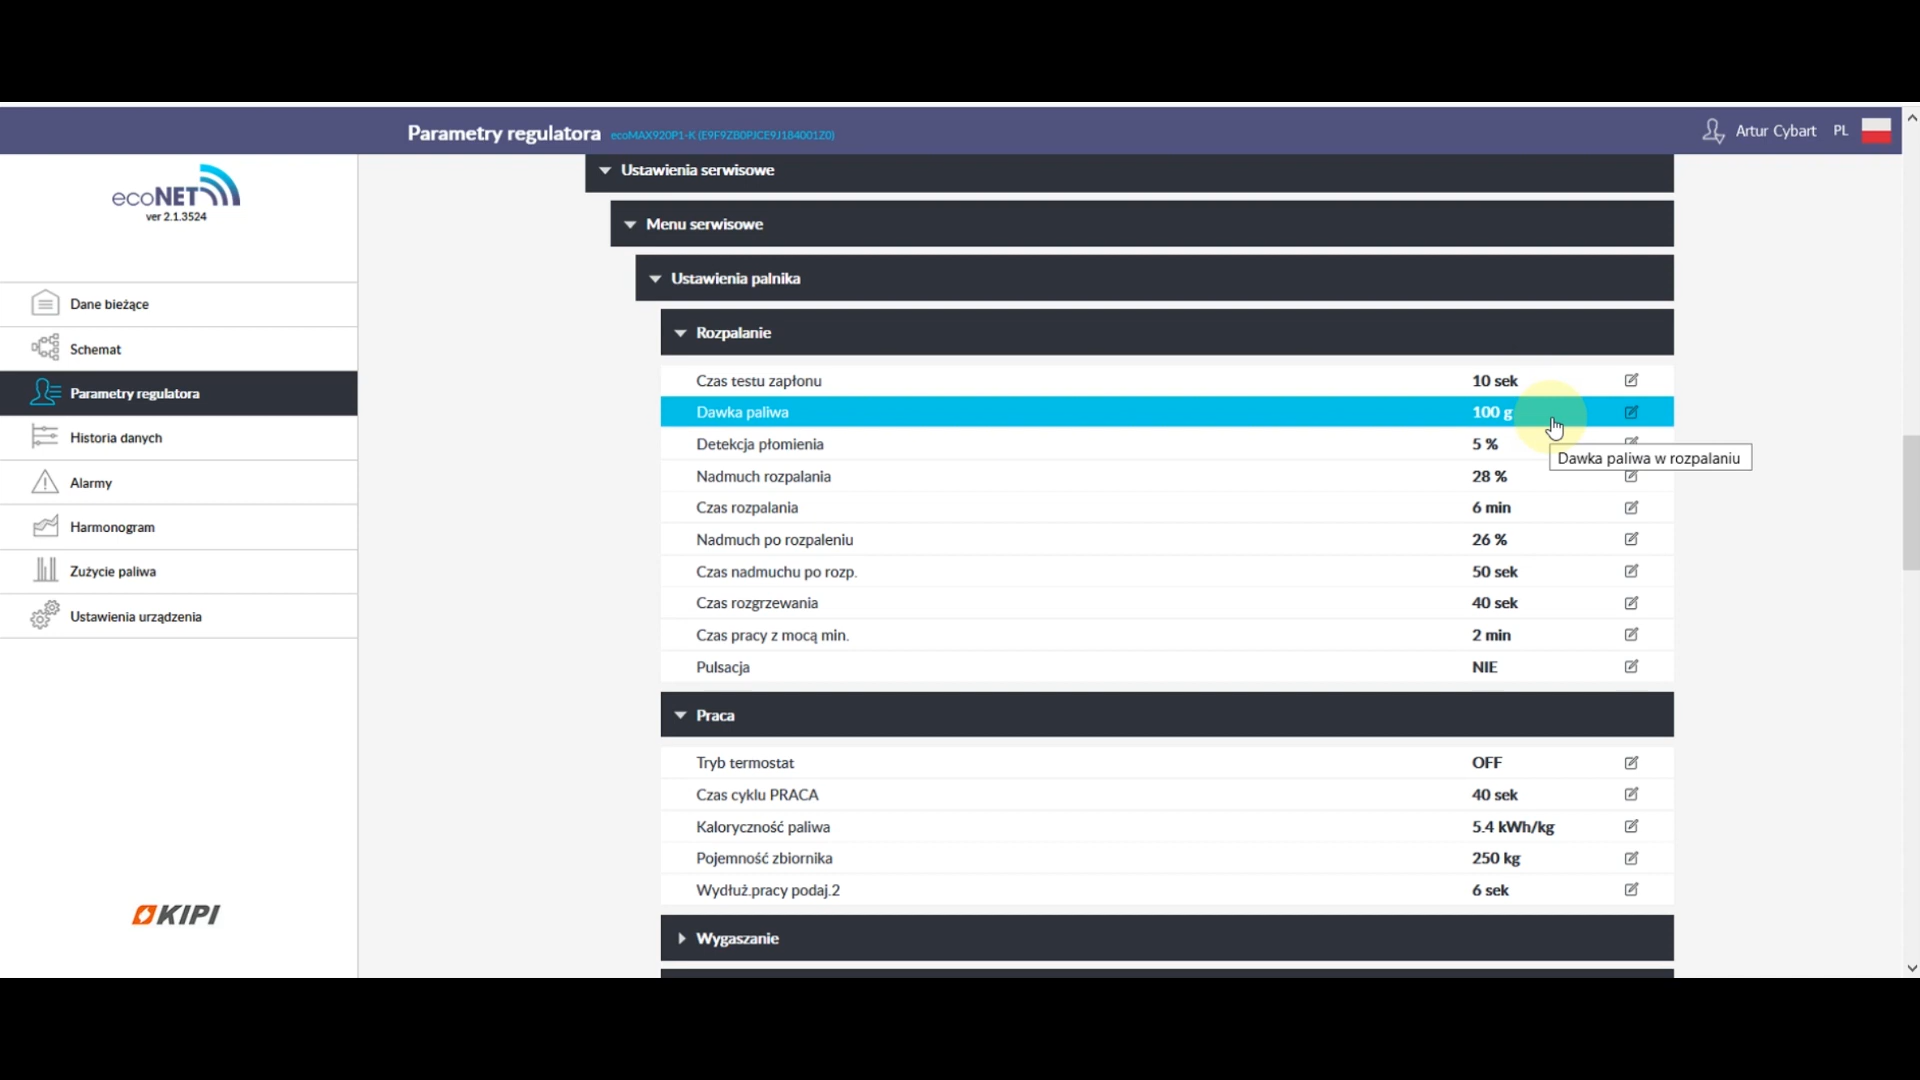 Parametry regulatora ecoMAX920P1-K (E9F9ZB0PJCE9J184001Z0)
Artur Cybart PL
ecoNET
ver 2.1.3524
Dane bieżące
Schemat
Parametry regulatora
Historia danych
Alarmy
Harmonogram
Zużycie paliwa
Ustawienia urządzenia
KIPI
Ustawienia serwisowe
Menu serwisowe
Ustawienia palnika
Rozpalanie
Czas testu zapłonu 10 sek
Dawka paliwa 100 g
Detekcja płomienia 5 %
Dawka paliwa w rozpalaniu
Nadmuch rozpalania 28 %
Czas rozpalania 6 min
Nadmuch po rozpaleniu 26 %
Czas nadmuchu po rozp. 50 sek
Czas rozgrzewania 40 sek
Czas pracy z mocą min. 2 min
Pulsacja NIE
Praca
Tryb termostat OFF
Czas cyklu PRACA 40 sek
Kaloryczność paliwa 5.4 kWh/kg
Pojemność zbiornika 250 kg
Wydłuż.pracy podaj.2 6 sek
Wygaszanie